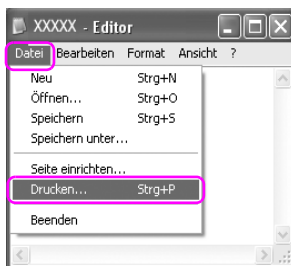 XXXXX - Editor
Datei Bearbeiten Format Ansicht ?
Neu Strg+N
Öffnen... Strg+O
Speichern Strg+S
Speichern unter...
Seite einrichten...
Drucken... Strg+P
Beenden